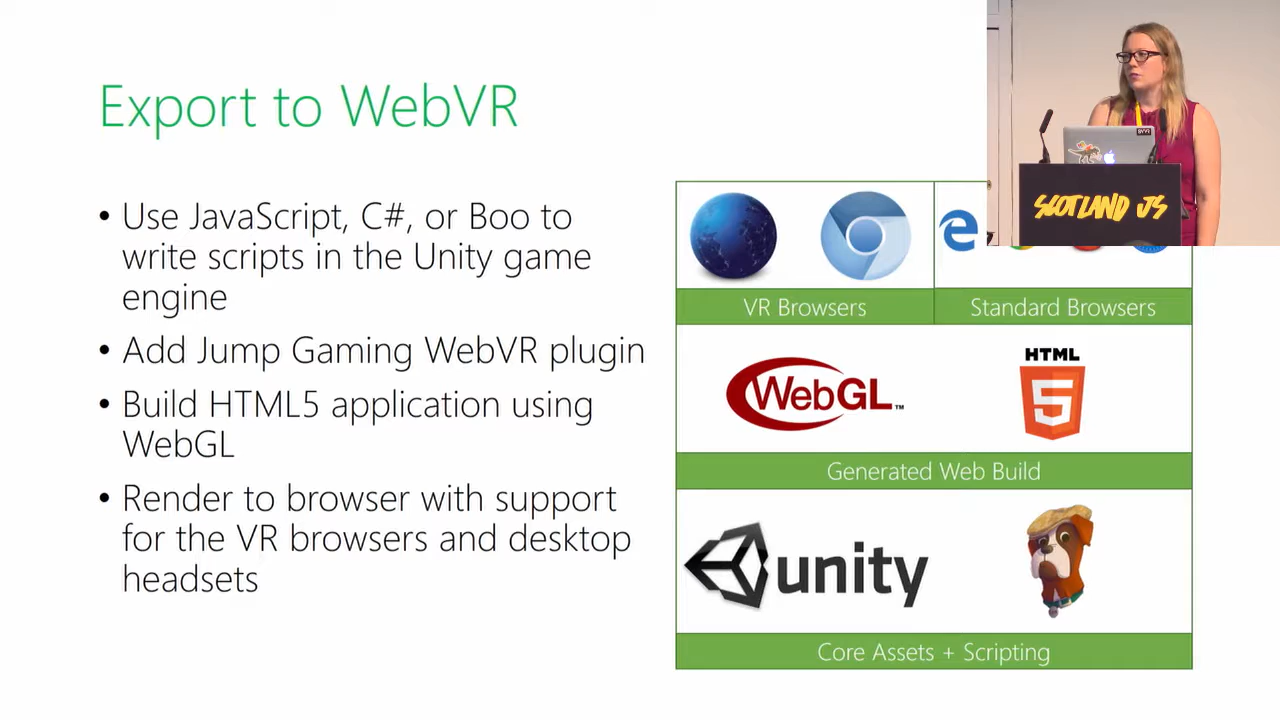 Export to WebVR
• Use JavaScript, C#, or Boo to
write scripts in the Unity game
engine
• Add Jump Gaming WebVR plugin
• Build HTML5 application using
WebGL
• Render to browser with support
for the VR browsers and desktop
headsets
VR Browsers
Standard Browsers
WebGL™
HTML
5
Generated Web Build
unity
Core Assets + Scripting
SCOTLAND JS